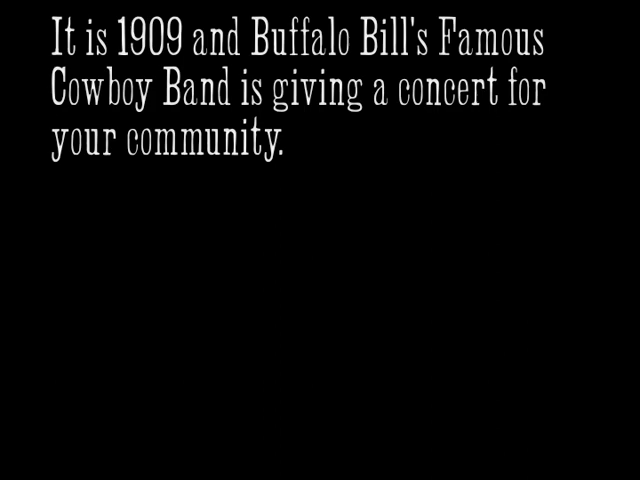 It is 1909 and Buffalo Bill's Famous
Cowboy Band is giving a concert for
your community.